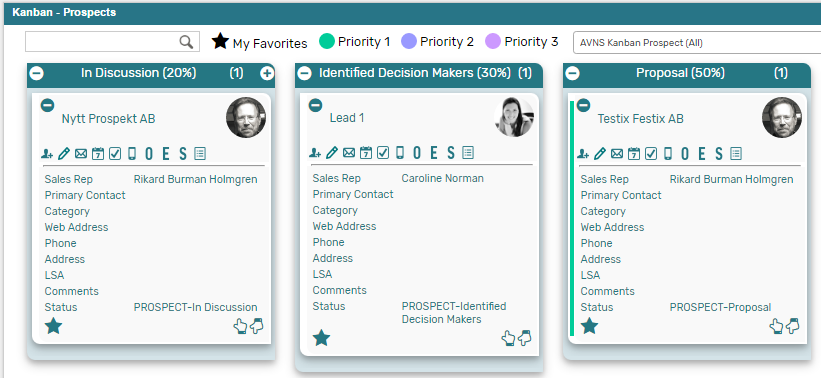 Kanban - Prospects
My Favorites Priority 1 Priority 2 Priority 3 AVNS Kanban Prospect (All)
In Discussion (20%) (1)
Nytt Prospekt AB
7 O E S
Sales Rep Rikard Burman Holmgren
Primary Contact
Category
Web Address
Phone
Address
LSA
Comments
Status PROSPECT-In Discussion
Identified Decision Makers (30%) (1)
Lead 1
7 O E S
Sales Rep Caroline Norman
Primary Contact
Category
Web Address
Phone
Address
LSA
Comments
Status PROSPECT-Identified
Decision Makers
Proposal (50%) (1)
Testix Festix AB
7 O E S
Sales Rep Rikard Burman Holmgren
Primary Contact
Category
Web Address
Phone
Address
LSA
Comments
Status PROSPECT-Proposal